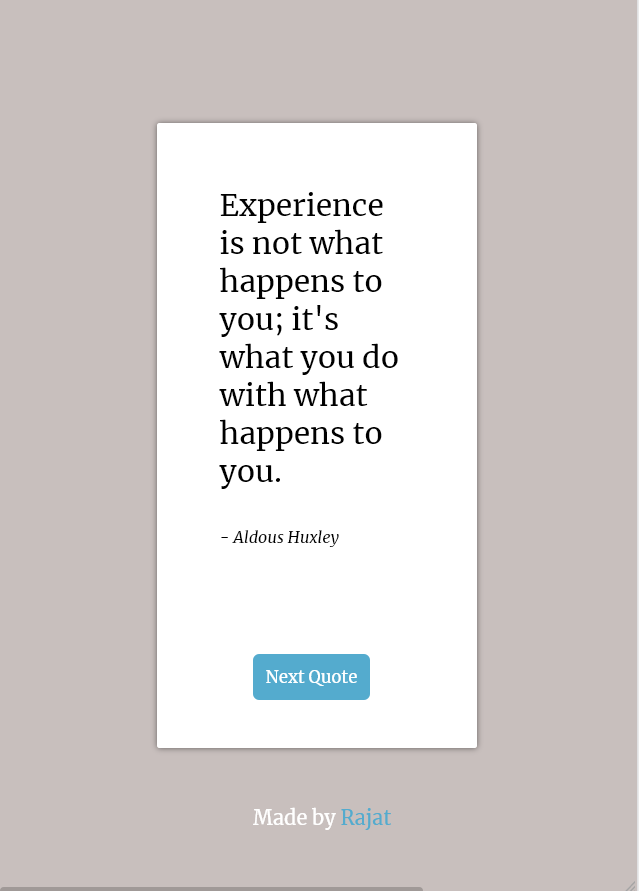 Experience
is not what
happens to
you; it's
what you do
with what
happens to
you.
- Aldous Huxley
Next Quote
Made by Rajat